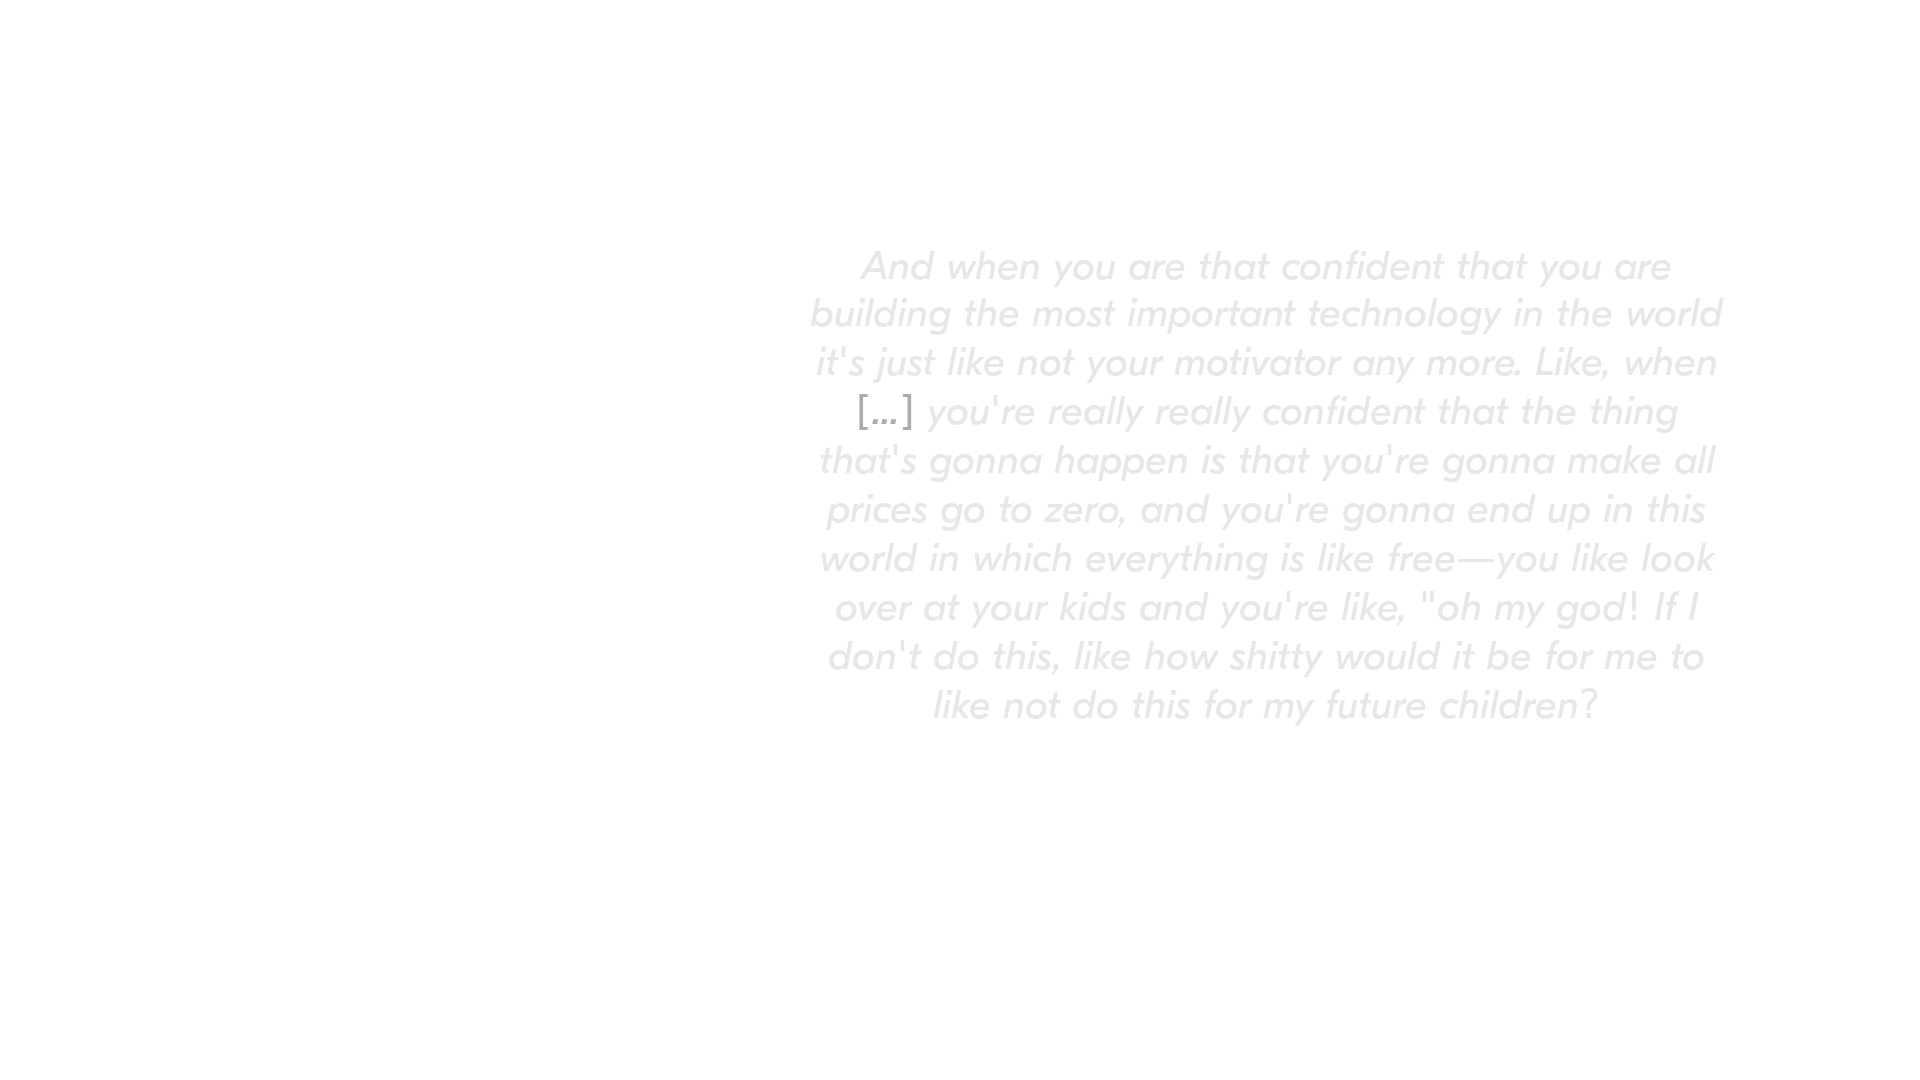 And when you are that confident that you are
building the most important technology in the world
it's just like not your motivator any more. Like, when
[...] you're really really confident that the thing
that's gonna happen is that you're gonna make all
prices go to zero, and you're gonna end up in this
world in which everything is like free—you like look
over at your kids and you're like, "oh my god! If I
don't do this, like how shitty would it be for me to
like not do this for my future children?